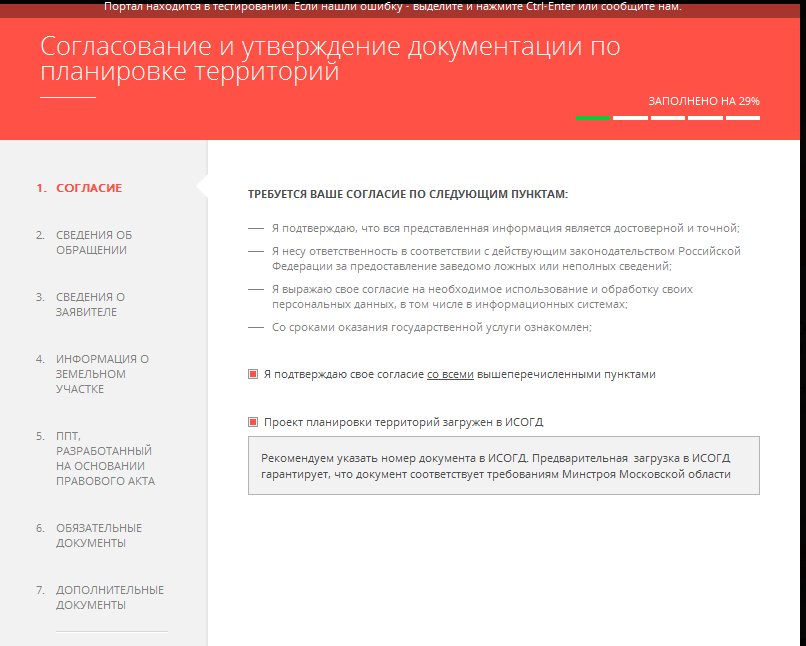 Портал находится в тестировании. Если нашли ошибку - выделите и нажмите Ctrl-Enter или сообщите нам.
Согласование и утверждение документации по
планировке территорий
ЗАПОЛНЕНО НА 29%
1. СОГЛАСИЕ
2. СВЕДЕНИЯ ОБ
ОБРАЩЕНИИ
3. СВЕДЕНИЯ О
ЗАЯВИТЕЛЕ
4. ИНФОРМАЦИЯ О
ЗЕМЕЛЬНОМ
УЧАСТКЕ
5. ППТ,
РАЗРАБОТАННЫЙ
НА ОСНОВАНИИ
ПРАВОВОГО АКТА
6. ОБЯЗАТЕЛЬНЫЕ
ДОКУМЕНТЫ
7. ДОПОЛНИТЕЛЬНЫЕ
ДОКУМЕНТЫ
ТРЕБУЕТСЯ ВАШЕ СОГЛАСИЕ ПО СЛЕДУЮЩИМ ПУНКТАМ:
— Я подтверждаю, что вся представленная информация является достоверной и точной;
— Я несу ответственность в соответствии с действующим законодательством Российской
Федерации за предоставление заведомо ложных или неполных сведений;
— Я выражаю свое согласие на необходимое использование и обработку своих
персональных данных, в том числе в информационных системах;
— Со сроками оказания государственной услуги ознакомлен;
Я подтверждаю свое согласие со всеми вышеперечисленными пунктами
Проект планировки территорий загружен в ИСОГД
Рекомендуем указать номер документа в ИСОГД. Предварительная загрузка в ИСОГД
гарантирует, что документ соответствует требованиям Минстроя Московской области